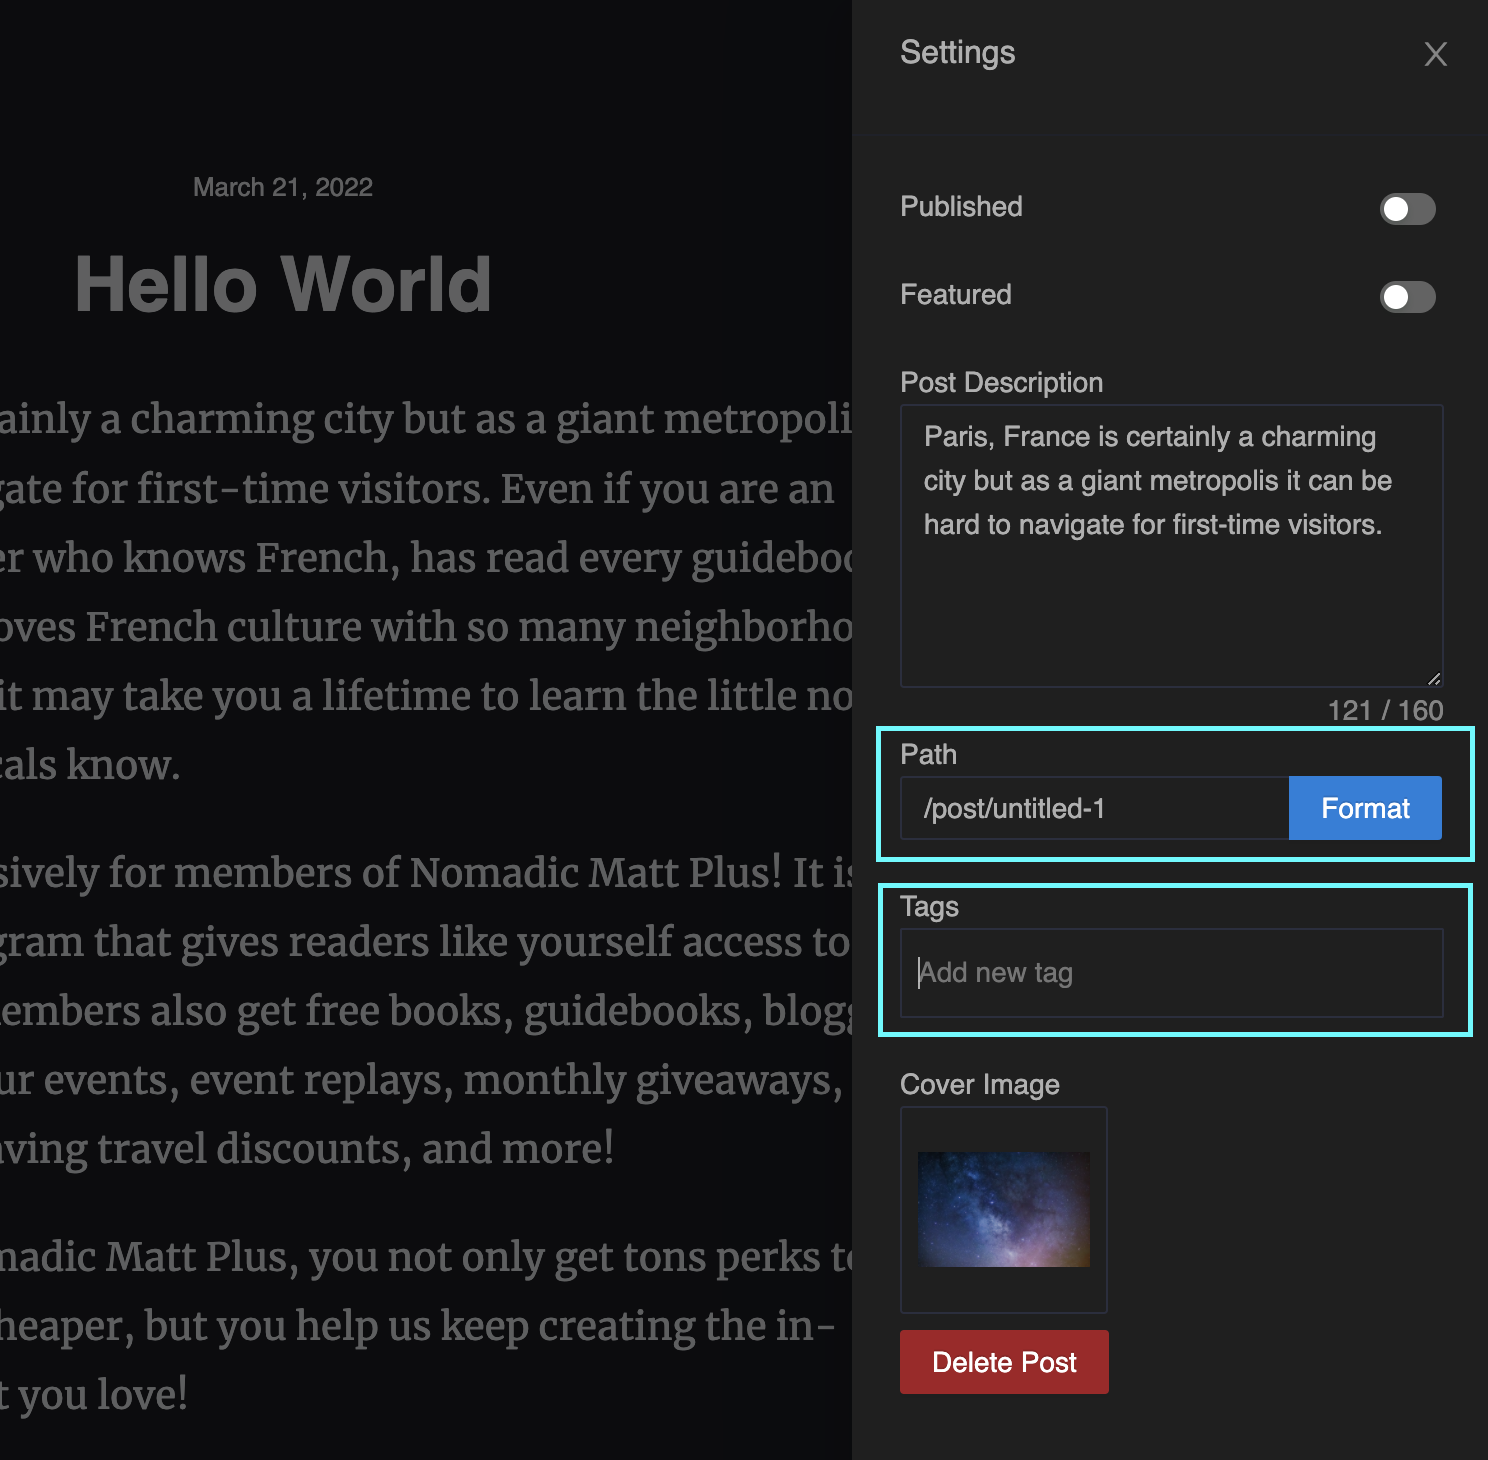 March 21, 2022
Hello World
ainly a charming city but as a giant metropoli
gate for first-time visitors. Even if you are an
er who knows French, has read every guideboo
oves French culture with so many neighborho
it may take you a lifetime to learn the little no
cals know.
sively for members of Nomadic Matt Plus! It is
gram that gives readers like yourself access to
embers also get free books, guidebooks, blogg
ur events, event replays, monthly giveaways,
aving travel discounts, and more!
madic Matt Plus, you not only get tons perks to
heaper, but you help us keep creating the in-
t you love!
Settings
Published
Featured
Post Description
Paris, France is certainly a charming
city but as a giant metropolis it can be
hard to navigate for first-time visitors.
121 / 160
Path
/post/untitled-1 Format
Tags
Add new tag
Cover Image
Delete Post